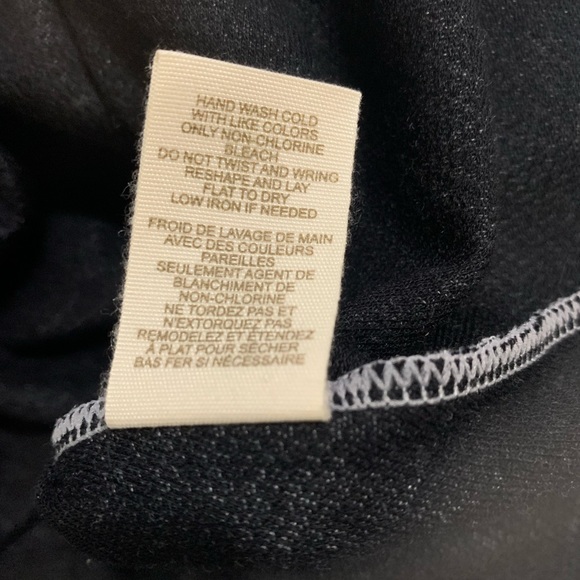 HAND WASH COLD
WITH LIKE COLORS
ONLY NON-CHLORINE
BLEACH
DO NOT TWIST AND WRING
RESHAPE AND LAY
FLAT TO DRY
LOW IRON IF NEEDED
FROID DE LAVAGE DE MAIN
AVEC DES COULEURS
PAREILLES
SEULEMENT AGENT DE
BLANCHIMENT DE
NON-CHLORINE
NE TORDEZ PAS ET
N'EXTORQUEZ PAS
REMODELEZ ET ÉTENDEZ
À PLAT POUR SÉCHER
BAS FER SI NÉCESSAIRE